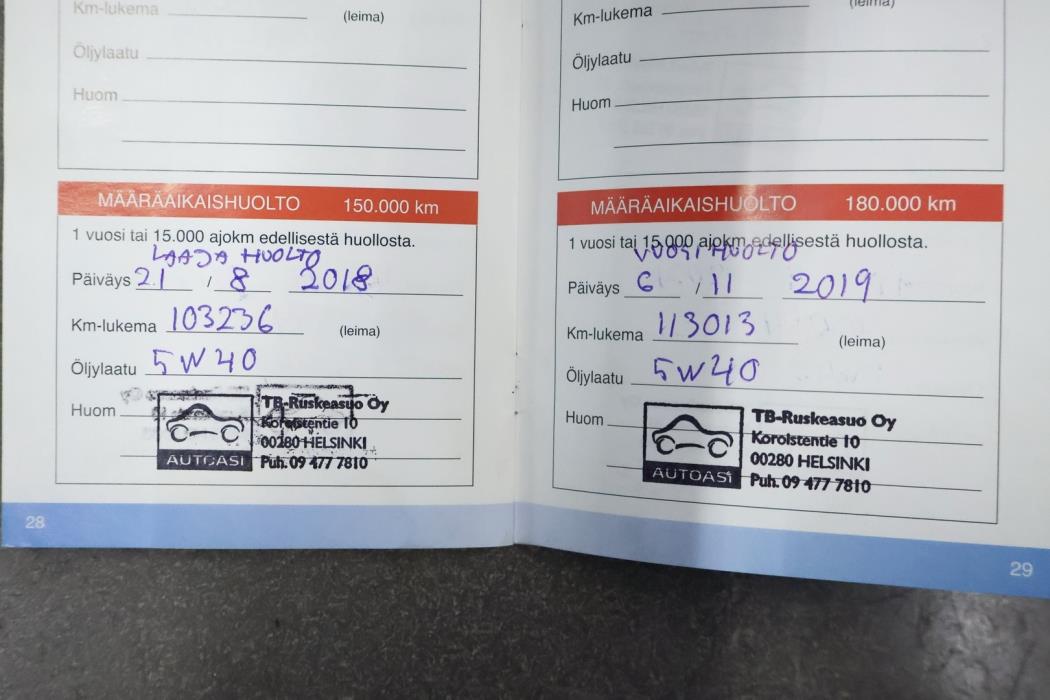 Km-lukema (leima)
Öljylaatu
Huom
MÄÄRÄAIKAISHUOLTO 150.000 km
1 vuosi tai 15.000 ajokm edellisestä huollosta.
LAAJA HUOLTO
Päiväys 21 / 8 2018
Km-lukema 103236 (leima)
Öljylaatu 5W40
Huom
TB-Ruskeasuo Oy
Koroistentie 10
00280 HELSINKI
AUTOASI Puh. 09 477 7810
28
Km-lukema (leima)
Öljylaatu
Huom
MÄÄRÄAIKAISHUOLTO 180.000 km
1 vuosi tai 15.000 ajokm edellisestä huollosta.
VUOSIHUOLTO
Päiväys 6 / 11 2019
Km-lukema 113013 (leima)
Öljylaatu 5W40
Huom
TB-Ruskeasuo Oy
Koroistentie 10
00280 HELSINKI
AUTOASI Puh. 09 477 7810
29